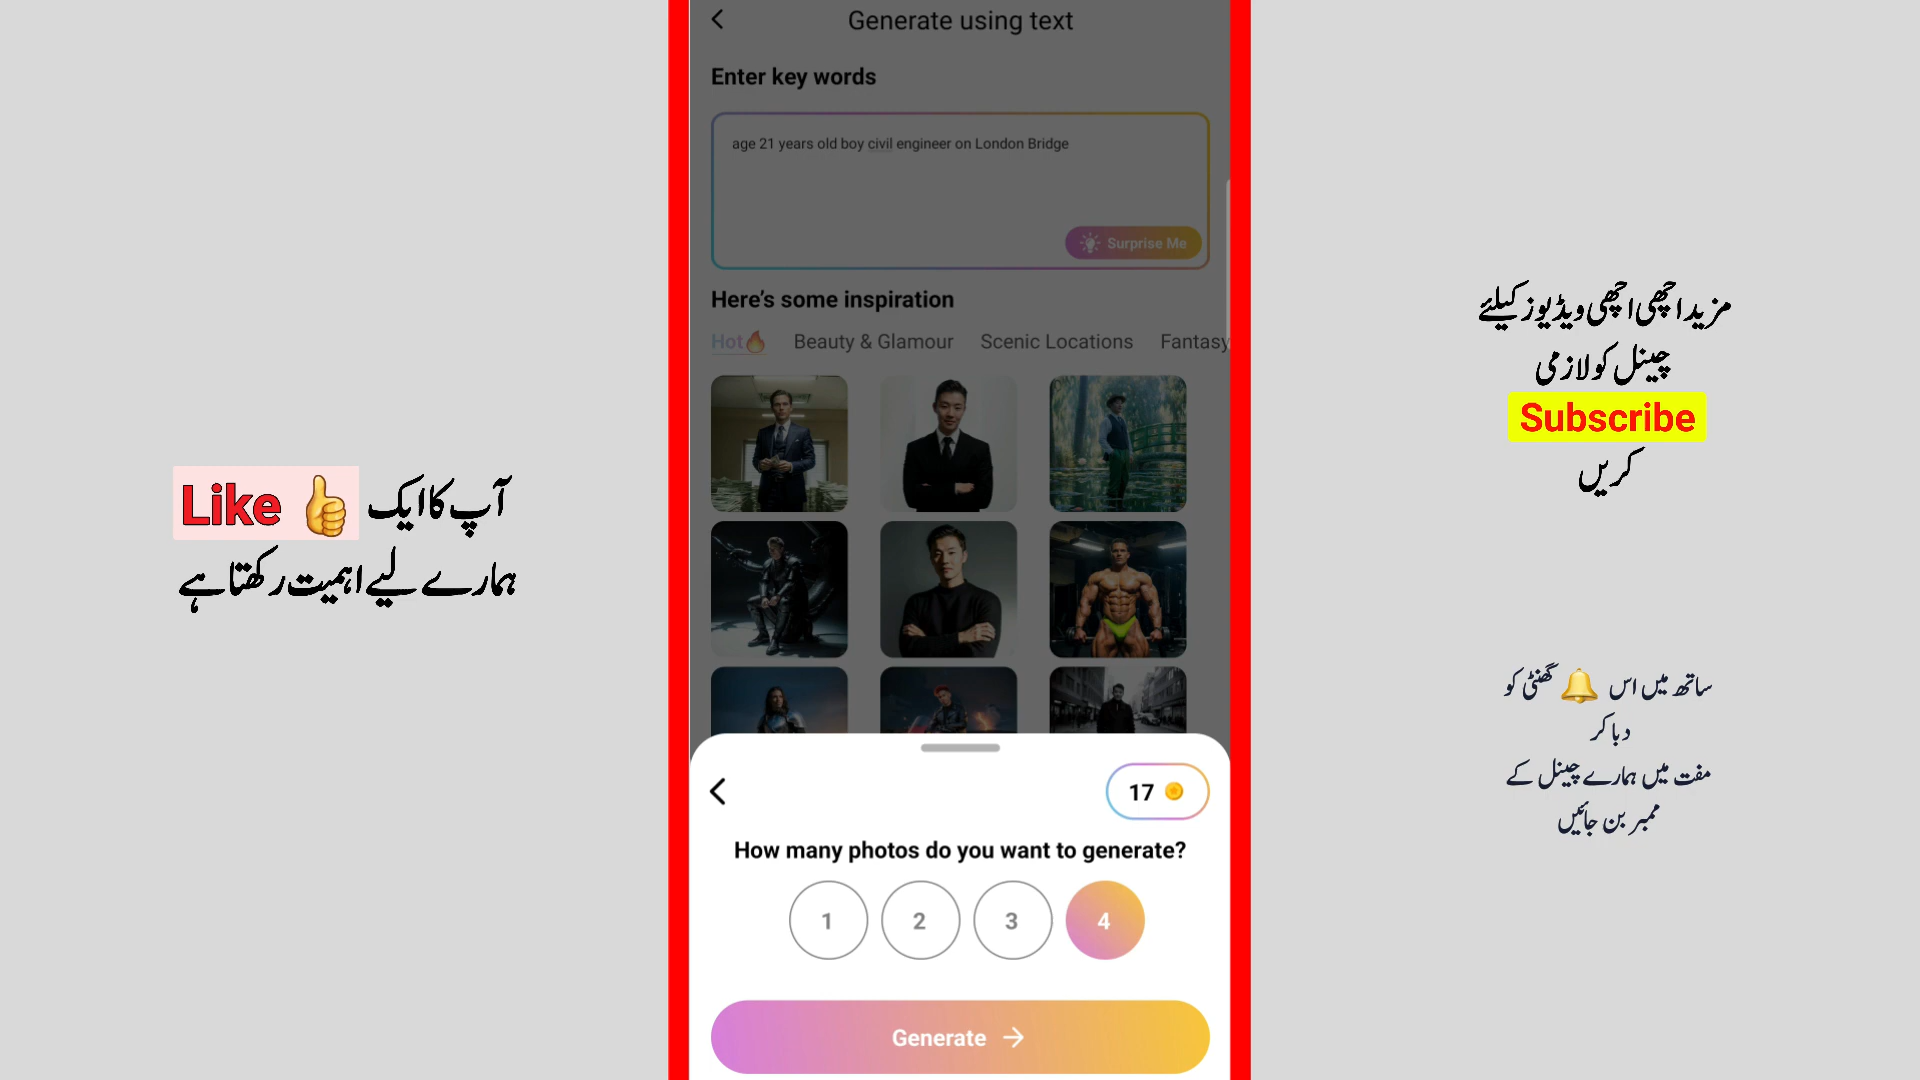 آپ کا ایک Like 👍
ہمارے لیے اہمیت رکھتا ہے
Generate using text
Enter key words
age 21 years old boy civil engineer on London Bridge
Surprise Me
Here’s some inspiration
Hot🔥 Beauty & Glamour Scenic Locations Fantasy
17
How many photos do you want to generate?
1 2 3 4
Generate →
مزید اچھی اچھی ویڈیوز کیلئے
چینل کو لازمی
Subscribe
کریں
ساتھ میں اس 🔔 گھنٹی کو
دبا کر
مفت میں ہمارے چینل کے
ممبر بن جائیں